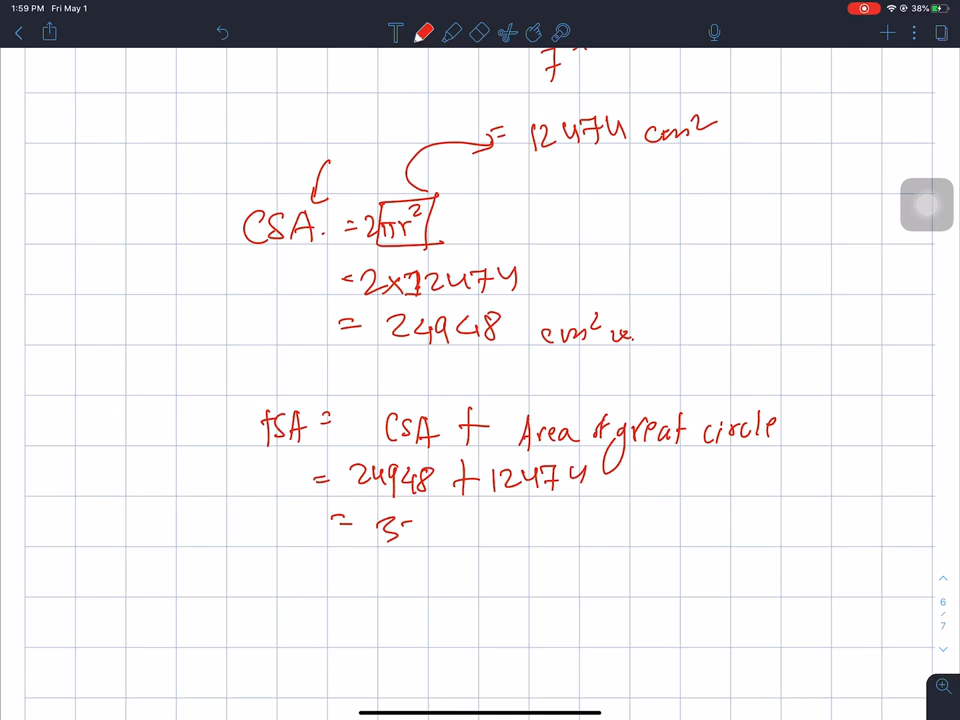 1:59 PM Fri May 1
38%
T
7
= 12474 cm²
CSA. = 2πr²
= 2×12474
= 24948 cm²
TSA = CSA + Area of great circle
= 24948 + 12474
= 3
6
7